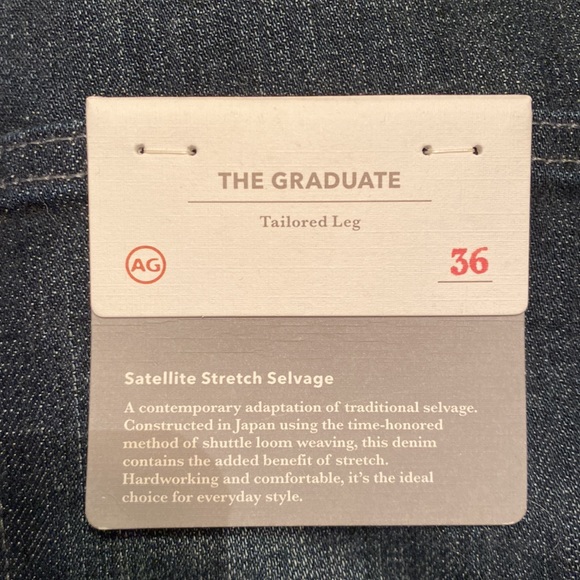 THE GRADUATE
Tailored Leg
AG
36
Satellite Stretch Selvage
A contemporary adaptation of traditional selvage.
Constructed in Japan using the time-honored
method of shuttle loom weaving, this denim
contains the added benefit of stretch.
Hardworking and comfortable, it's the ideal
choice for everyday style.